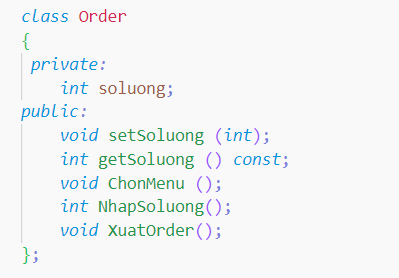 class Order
{
private:
int soluong;
public:
void setSoluong (int);
int getSoluong () const;
void ChonMenu ();
int NhapSoluong();
void XuatOrder();
};